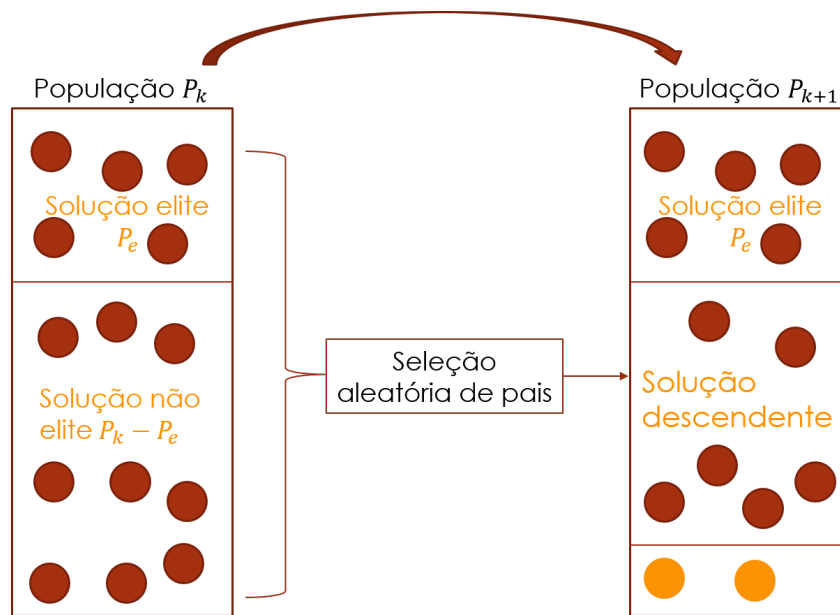 População P_k
Solução elite
P_e
Solução não
elite P_k − P_e
Seleção
aleatória de pais
População P_{k+1}
Solução elite
P_e
Solução
descendente